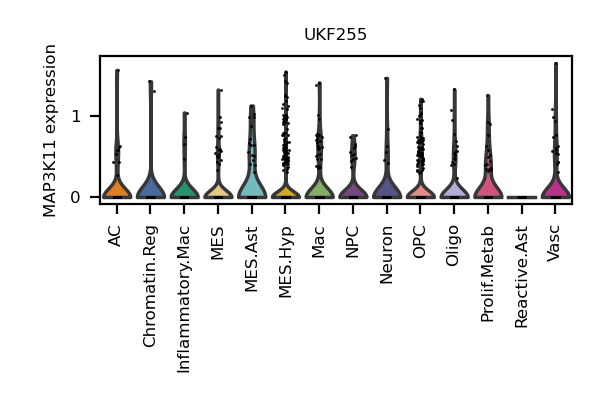 UKF255
MAP3K11 expression
1
0
AC
Chromatin.Reg
Inflammatory.Mac
MES
MES.Ast
MES.Hyp
Mac
NPC
Neuron
OPC
Oligo
Prolif.Metab
Reactive.Ast
Vasc